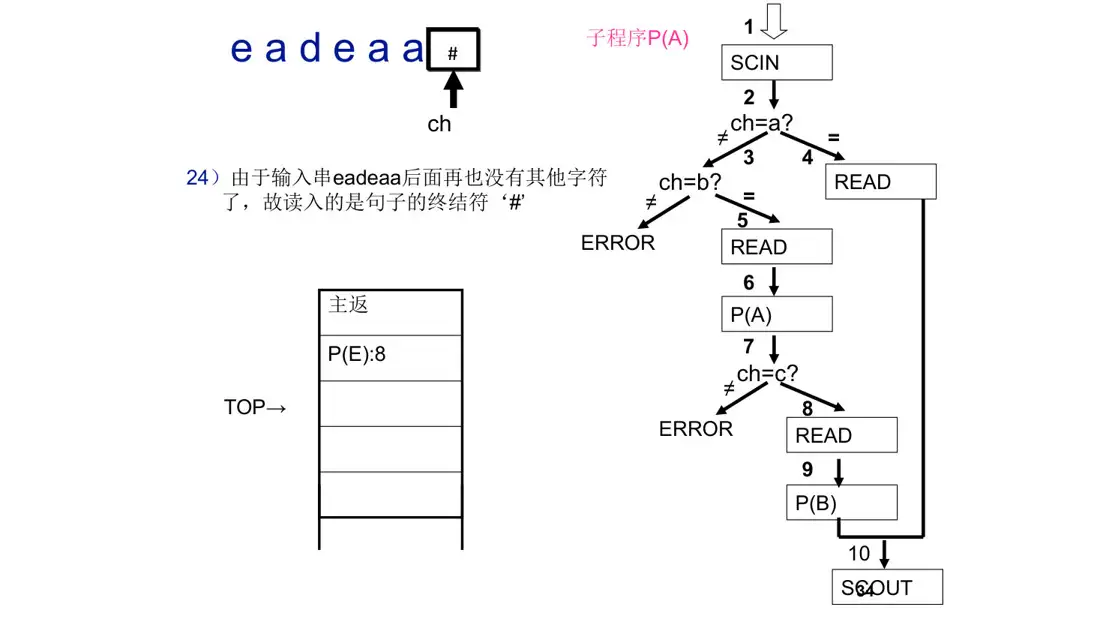 e a d e a a #
ch
24）由于输入串eadeaa后面再也没有其他字符
了，故读入的是句子的终结符‘#’
主返
P(E):8
TOP→
子程序P(A)
1
SCIN
2
ch=a?
≠ =
3 4
ch=b? READ
≠ =
5
ERROR READ
6
P(A)
7
ch=c?
≠
8
ERROR READ
9
P(B)
10
SCOUT
34